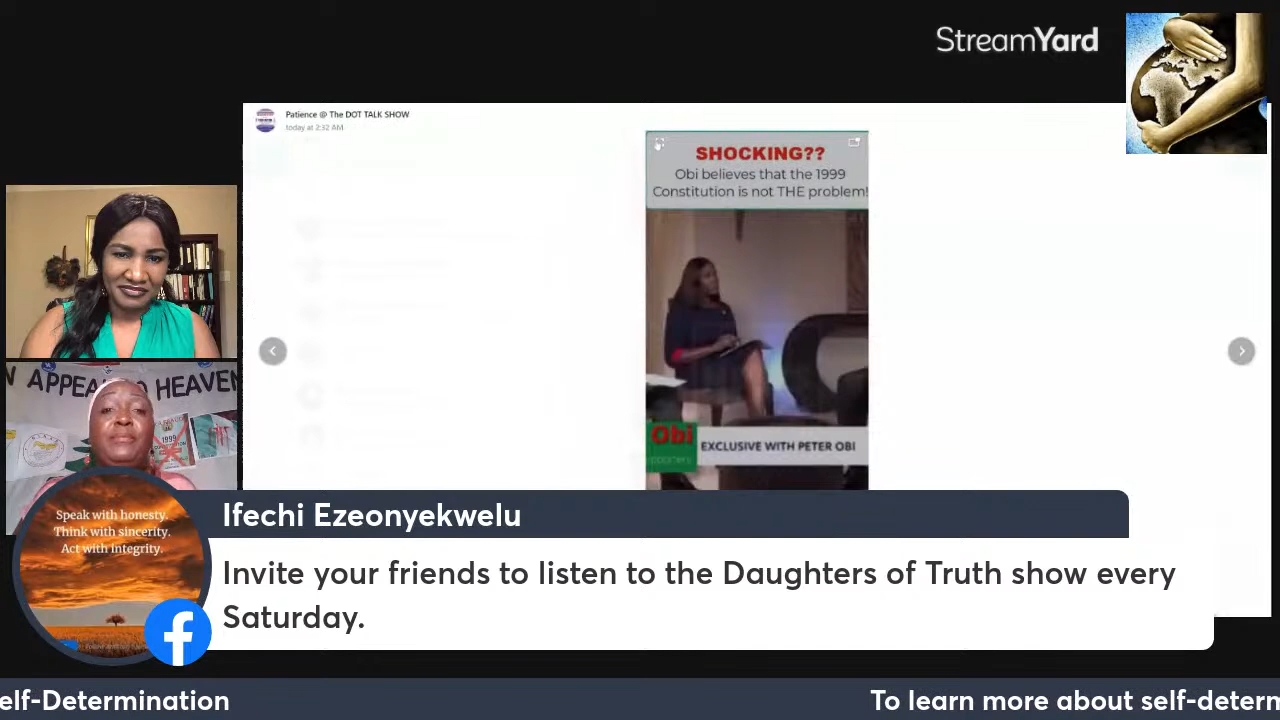 StreamYard
Patience @ The DOT TALK SHOW
today at 2:32 AM
SHOCKING??
Obi believes that the 1999
Constitution is not THE problem!
N APPEAL O HEAVEN
1999
Obi
EXCLUSIVE WITH PETER OBI
Speak with honesty.
Think with sincerity.
Act with integrity.
Ifechi Ezeonyekwelu
Invite your friends to listen to the Daughters of Truth show every
Saturday.
elf-Determination
To learn more about self-determ